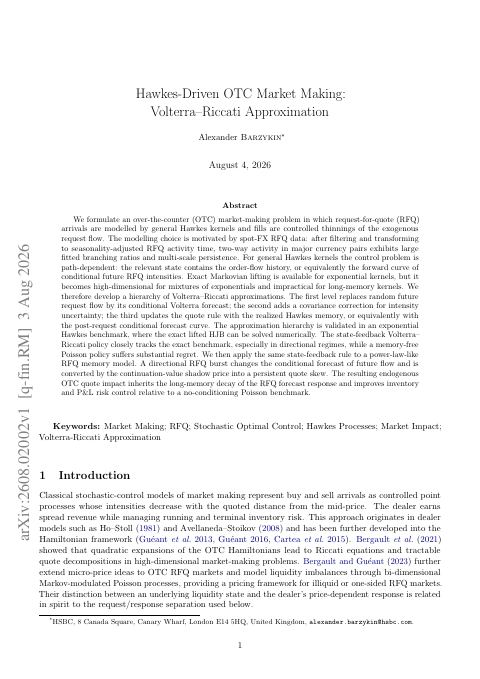 Hawkes-Driven OTC Market Making:
Volterra–Riccati Approximation
Alexander Barzykin*
August 4, 2026
Abstract
We formulate an over-the-counter (OTC) market-making problem in which request-for-quote (RFQ)
arrivals are modelled by general Hawkes kernels and fills are controlled thinnings of the exogenous
request flow. The modelling choice is motivated by spot-FX RFQ data: after filtering and transforming
to seasonality-adjusted RFQ activity time, two-way activity in major currency pairs exhibits large
fitted branching ratios and multi-scale persistence. For general Hawkes kernels the control problem is
path-dependent: the relevant state contains the order-flow history, or equivalently the forward curve of
conditional future RFQ intensities. Exact Markovian lifting is available for exponential kernels, but it
becomes high-dimensional for mixtures of exponentials and impractical for long-memory kernels. We
therefore develop a hierarchy of Volterra–Riccati approximations. The first level replaces random future
request flow by its conditional Volterra forecast; the second adds a covariance correction for intensity
uncertainty; the third updates the quote rule with the realized Hawkes memory, or equivalently with
the post-request conditional forecast curve. The approximation hierarchy is validated in an exponential
Hawkes benchmark, where the exact lifted HJB can be solved numerically. The state-feedback Volterra–
Riccati policy closely tracks the exact benchmark, especially in directional regimes, while a memory-free
Poisson policy suffers substantial regret. We then apply the same state-feedback rule to a power-law-like
RFQ memory model. A directional RFQ burst changes the conditional forecast of future flow and is
converted by the continuation-value shadow price into a persistent quote skew. The resulting endogenous
OTC quote impact inherits the long-memory decay of the RFQ forecast response and improves inventory
and P&L risk control relative to a no-conditioning Poisson benchmark.
Keywords: Market Making; RFQ; Stochastic Optimal Control; Hawkes Processes; Market Impact;
Volterra-Riccati Approximation
1 Introduction
Classical stochastic-control models of market making represent buy and sell arrivals as controlled point
processes whose intensities decrease with the quoted distance from the mid-price. The dealer earns
spread revenue while managing running and terminal inventory risk. This approach originates in dealer
models such as Ho–Stoll (1981) and Avellaneda–Stoikov (2008) and has been further developed into the
Hamiltonian framework (Guéant et al. 2013, Guéant 2016, Cartea et al. 2015). Bergault et al. (2021)
showed that quadratic expansions of the OTC Hamiltonians lead to Riccati equations and tractable
quote decompositions in high-dimensional market-making problems. Bergault and Guéant (2023) further
extend micro-price ideas to OTC RFQ markets and model liquidity imbalances through bi-dimensional
Markov-modulated Poisson processes, providing a pricing framework for illiquid or one-sided RFQ markets.
Their distinction between an underlying liquidity state and the dealer's price-dependent response is related
in spirit to the request/response separation used below.
*HSBC, 8 Canada Square, Canary Wharf, London E14 5HQ, United Kingdom, alexander.barzykin@hsbc.com.
1
arXiv:2608.02002v1 [q-fin.RM] 3 Aug 2026